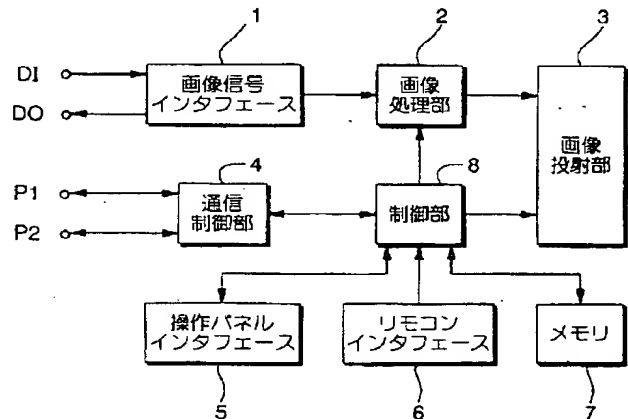 1
2
3
DI
DO
画像信号
インタフェース
画像
処理部
画像
投射部
4
8
P1
P2
通信
制御部
制御部
操作パネル
インタフェース
リモコン
インタフェース
メモリ
5
6
7